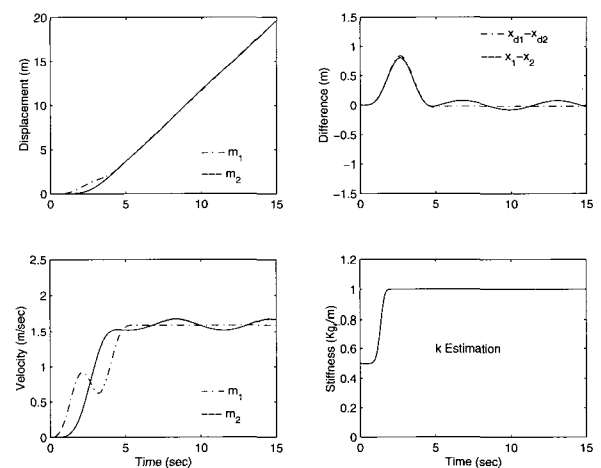 Displacement (m)
20
15
10
5
0
0 5 10 15
m1
m2
Difference (m)
1.5
1
0.5
0
−0.5
−1
−1.5
0 5 10 15
xd1−xd2
x1−x2
Velocity (m/sec)
2.5
2
1.5
1
0.5
0
0 5 10 15
Time (sec)
m1
m2
Stiffness (Kg/m)
1.2
1
0.8
0.6
0.4
0.2
0
0 5 10 15
Time (sec)
k Estimation